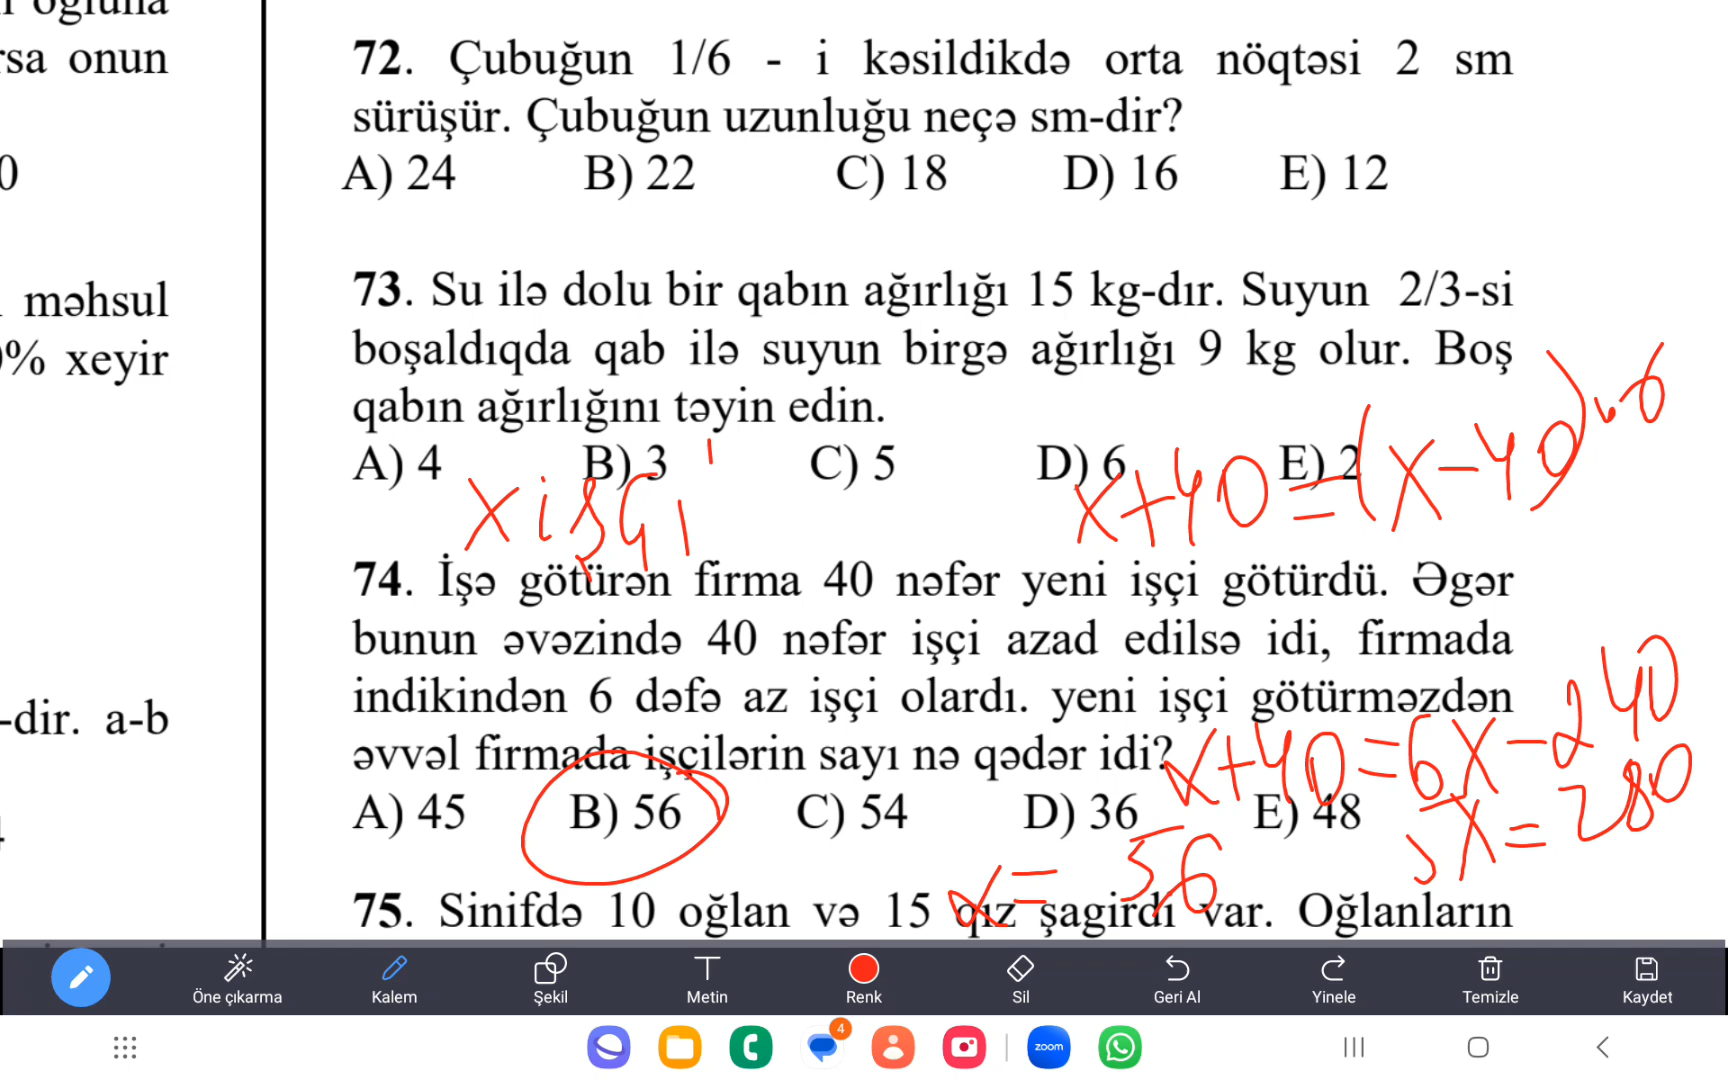 rsa onun
0
məhsul
% xeyir
-dir. a-b
72. Çubuğun 1/6 - i kəsildikdə orta nöqtəsi 2 sm
sürüşür. Çubuğun uzunluğu neçə sm-dir?
A) 24 B) 22 C) 18 D) 16 E) 12
73. Su ilə dolu bir qabın ağırlığı 15 kg-dır. Suyun 2/3-si
boşaldıqda qab ilə suyun birgə ağırlığı 9 kg olur. Boş
qabın ağırlığını təyin edin.
A) 4 B) 3 C) 5 D) 6 E) 2
x işçi
x+40=(x-40)·6
74. İşə götürən firma 40 nəfər yeni işçi götürdü. Əgər
bunun əvəzində 40 nəfər işçi azad edilsə idi, firmada
indikindən 6 dəfə az işçi olardı. yeni işçi götürməzdən
əvvəl firmada işçilərin sayı nə qədər idi?
x+40=6x-240
A) 45 B) 56 C) 54 D) 36 E) 48
5x=280
x=56
75. Sinifdə 10 oğlan və 15 qız şagirdi var. Oğlanların
Öne çıkarma Kalem Şekil Metin Renk Sil Geri Al Yinele Temizle Kaydet
4
zoom